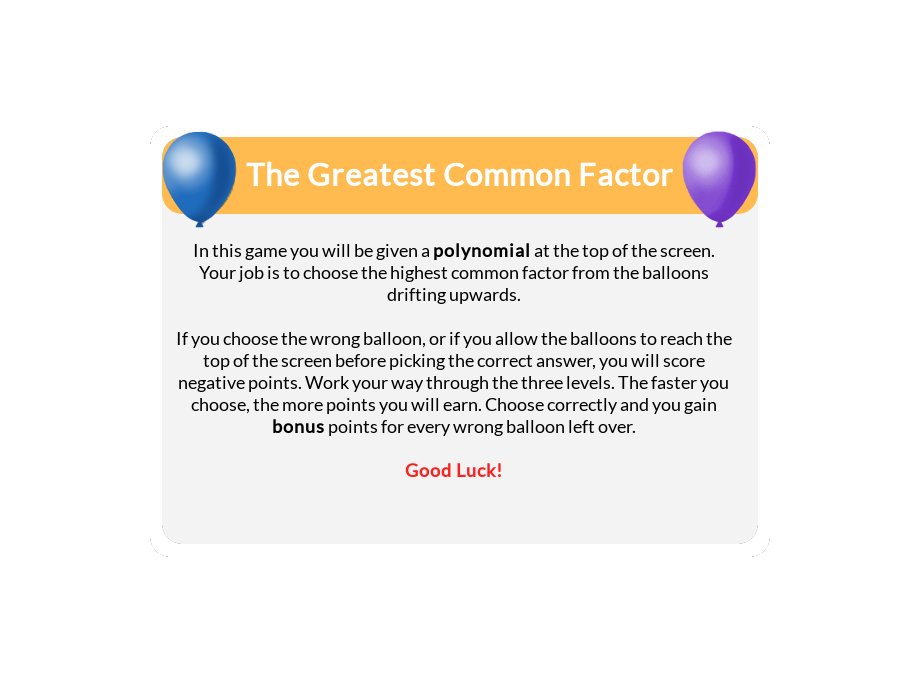 The Greatest Common Factor
In this game you will be given a polynomial at the top of the screen.
Your job is to choose the highest common factor from the balloons
drifting upwards.
If you choose the wrong balloon, or if you allow the balloons to reach the
top of the screen before picking the correct answer, you will score
negative points. Work your way through the three levels. The faster you
choose, the more points you will earn. Choose correctly and you gain
bonus points for every wrong balloon left over.
Good Luck!